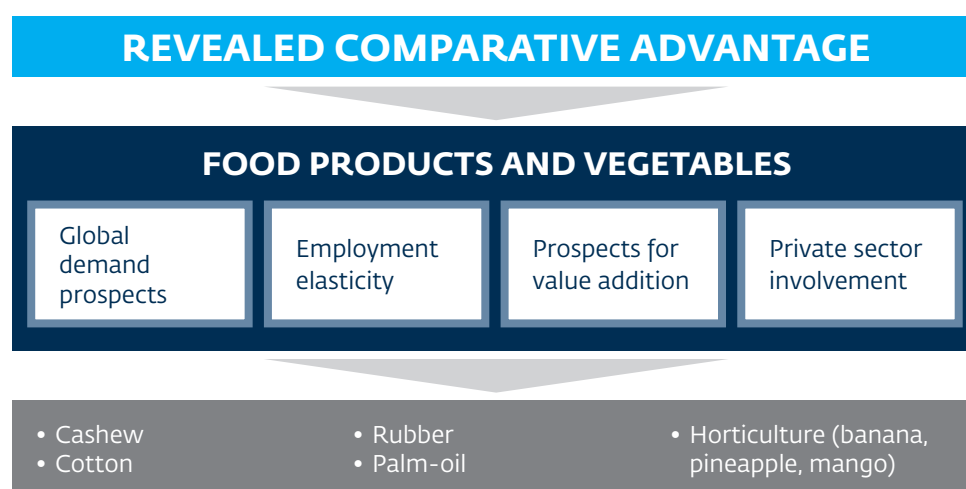 REVEALED COMPARATIVE ADVANTAGE
FOOD PRODUCTS AND VEGETABLES
Global
demand
prospects
Employment
elasticity
Prospects for
value addition
Private sector
involvement
• Cashew
• Cotton
• Rubber
• Palm-oil
• Horticulture (banana,
pineapple, mango)